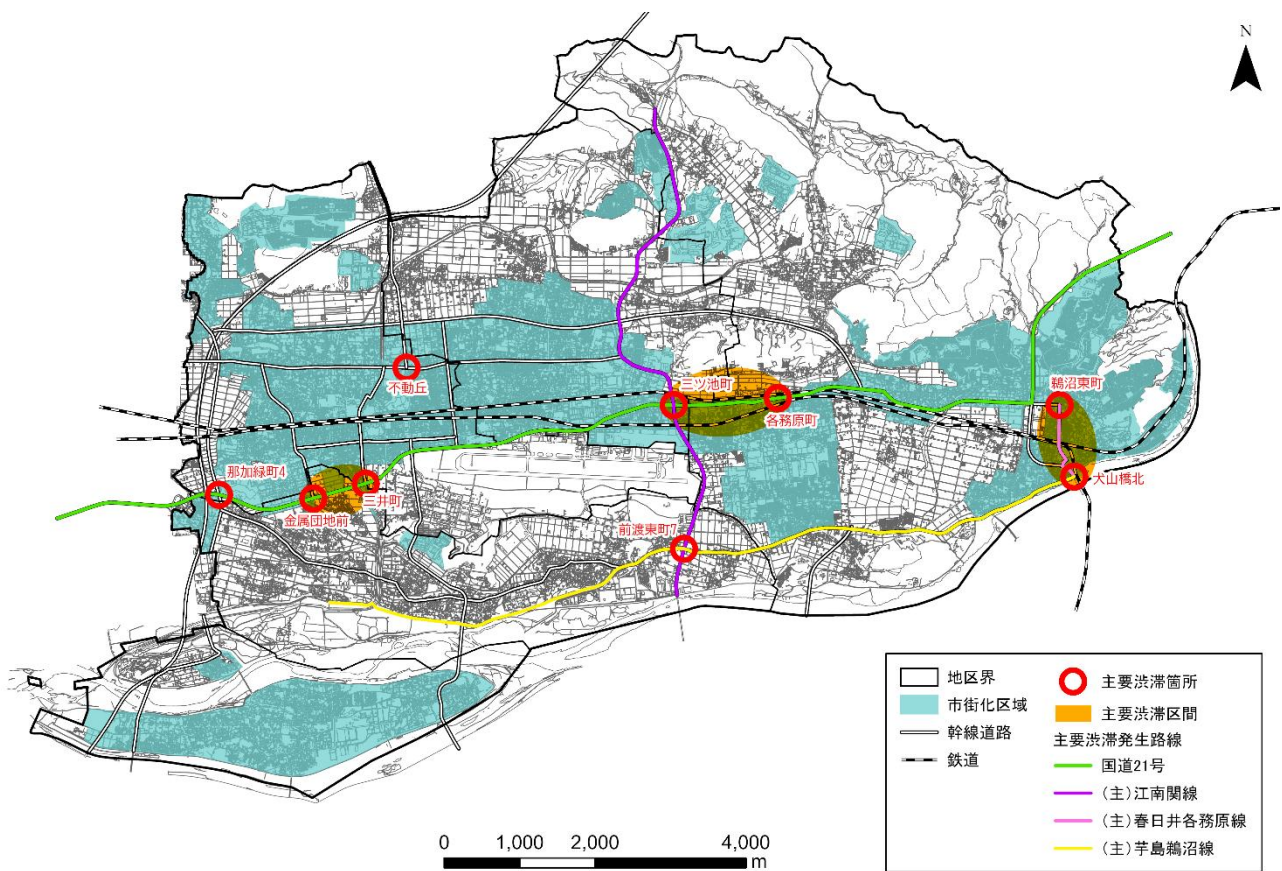 N
不動丘
三ツ池町
各務原町
鵜沼東町
那加緑町4
金属団地前
三井町
犬山橋北
前渡東町7
地区界
市街化区域
幹線道路
鉄道
主要渋滞箇所
主要渋滞区間
主要渋滞発生路線
国道21号
(主)江南関線
(主)春日井各務原線
(主)芋島鵜沼線
0 1,000 2,000 4,000
m